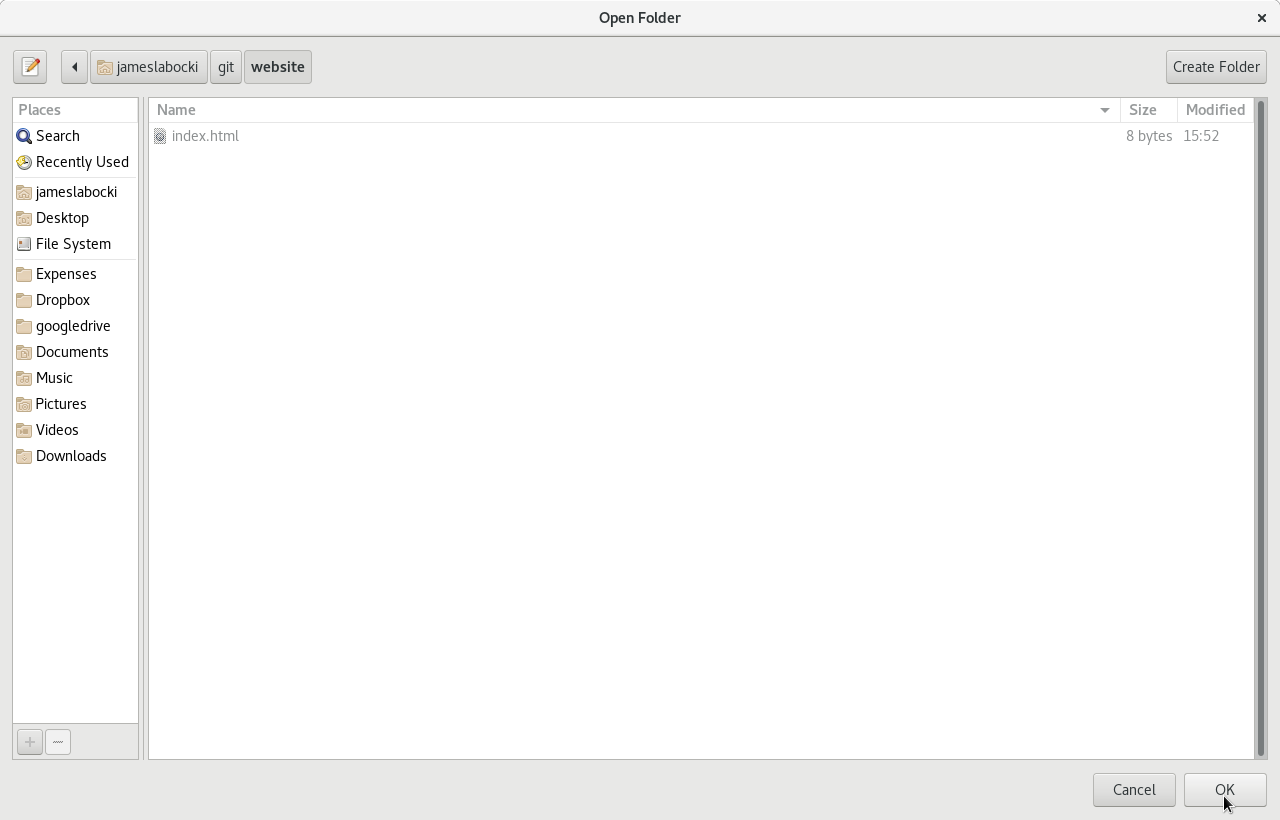 Open Folder
jameslabocki git website Create Folder
Places Name Size Modified
Search index.html 8 bytes 15:52
Recently Used
jameslabocki
Desktop
File System
Expenses
Dropbox
googledrive
Documents
Music
Pictures
Videos
Downloads
Cancel OK